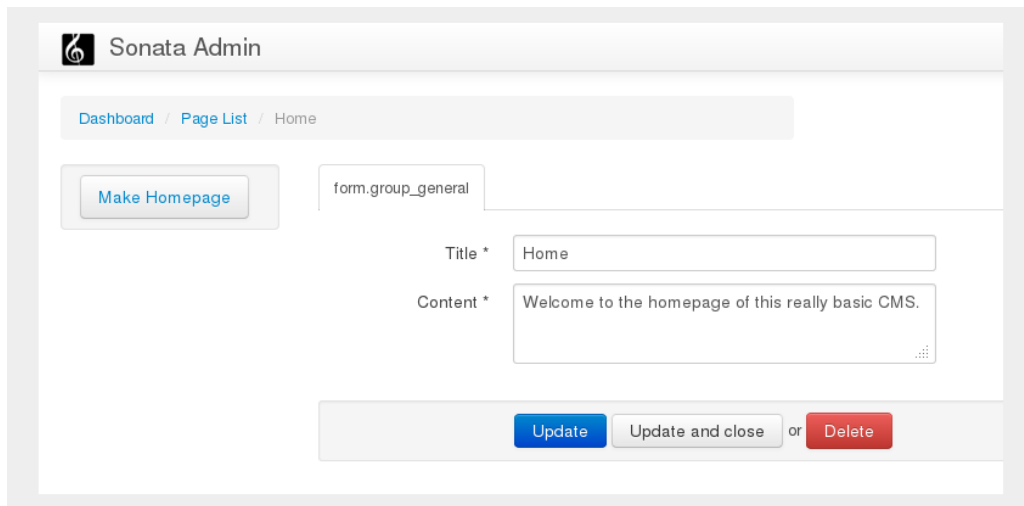 Sonata Admin
Dashboard / Page List / Home
Make Homepage
form.group_general
Title * Home
Content * Welcome to the homepage of this really basic CMS.
Update Update and close or Delete